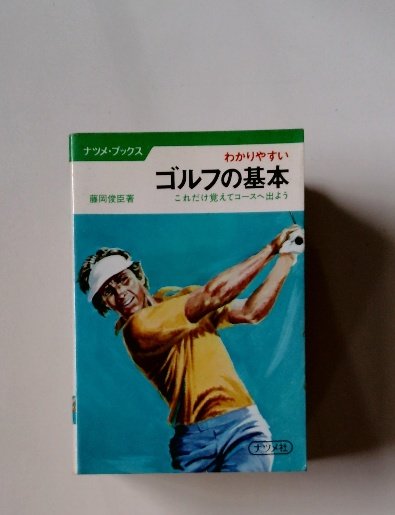 ナツメ・ブックス
わかりやすい
ゴルフの基本
藤岡俊臣著
これだけ覚えてコースへ出よう
ナツメ社